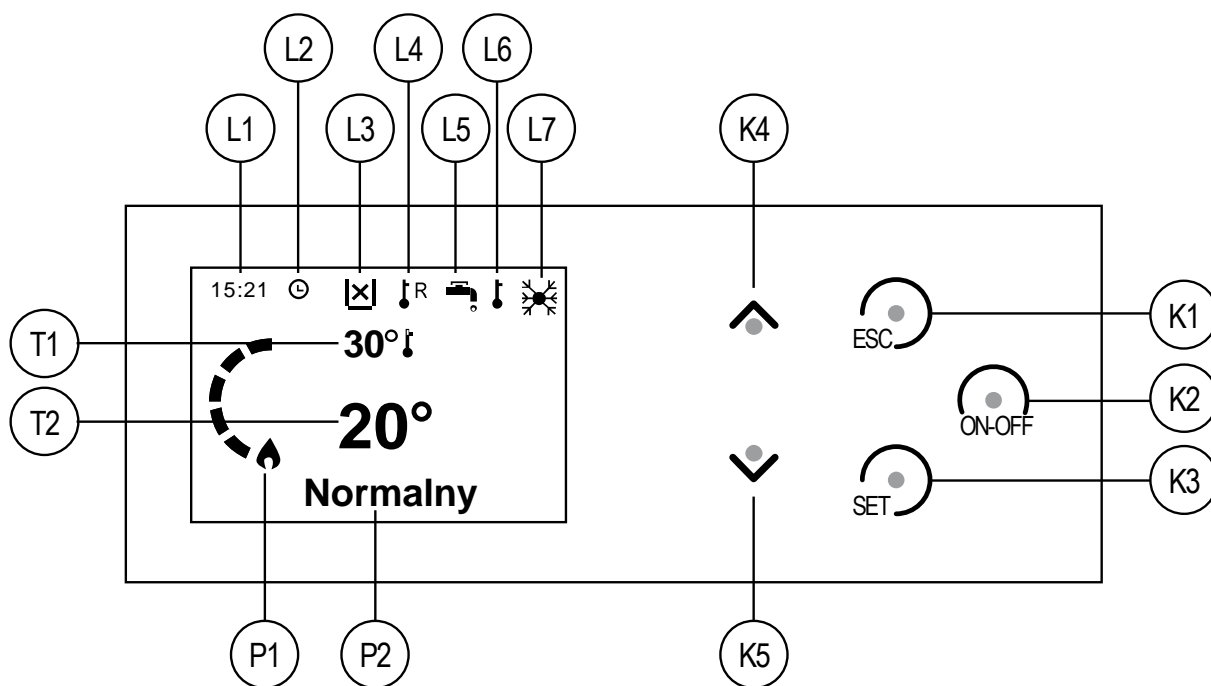 L2 L4 L6
L1 L3 L5 L7 K4
15:21 R
T1 30° ESC K1
T2 20° ON-OFF K2
Normalny SET K3
P1 P2 K5